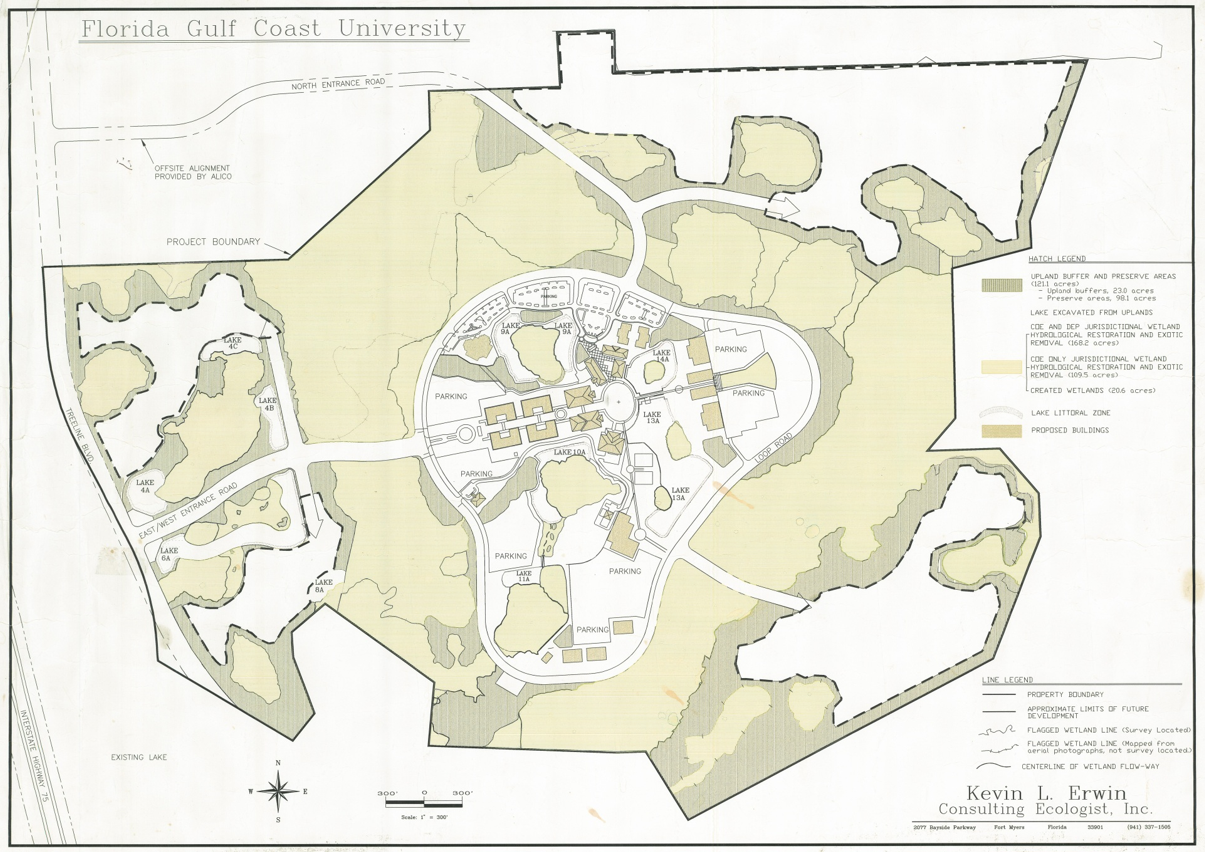 Florida Gulf Coast University
NORTH ENTRANCE ROAD
OFFSITE ALIGNMENT
PROVIDED BY ALICO
PROJECT BOUNDARY
HATCH LEGEND
UPLAND BUFFER AND PRESERVE AREAS
(121.1 acres)
- Upland buffers, 23.0 acres
- Preserve areas, 98.1 acres
LAKE EXCAVATED FROM UPLANDS
COE AND DEP JURISDICTIONAL WETLAND
HYDROLOGICAL RESTORATION AND EXOTIC
REMOVAL (168.2 acres)
COE ONLY JURISDICTIONAL WETLAND
HYDROLOGICAL RESTORATION AND EXOTIC
REMOVAL (109.5 acres)
CREATED WETLANDS (20.6 acres)
LAKE LITTORAL ZONE
PROPOSED BUILDINGS
PARKING
LAKE
9A
LAKE
9A
LAKE
4C
LAKE
14A
PARKING
PARKING
PARKING
LAKE
4B
LAKE
13A
TREELINE BLVD.
LOOP ROAD
LAKE 10A
PARKING
LAKE
4A
LAKE
13A
EAST/WEST ENTRANCE ROAD
LAKE
6A
PARKING
PARKING
LAKE
11A
LAKE
8A
PARKING
LINE LEGEND
PROPERTY BOUNDARY
APPROXIMATE LIMITS OF FUTURE
DEVELOPMENT
FLAGGED WETLAND LINE (Survey Located)
FLAGGED WETLAND LINE (Mapped from
aerial photographs, not survey located.)
CENTERLINE OF WETLAND FLOW-WAY
INTERSTATE HIGHWAY 75
EXISTING LAKE
N
W E
S
300' 0 300'
Scale: 1" = 300'
Kevin L. Erwin
Consulting Ecologist, Inc.
2077 Bayside Parkway Fort Myers Florida 33901 (941) 337-1505